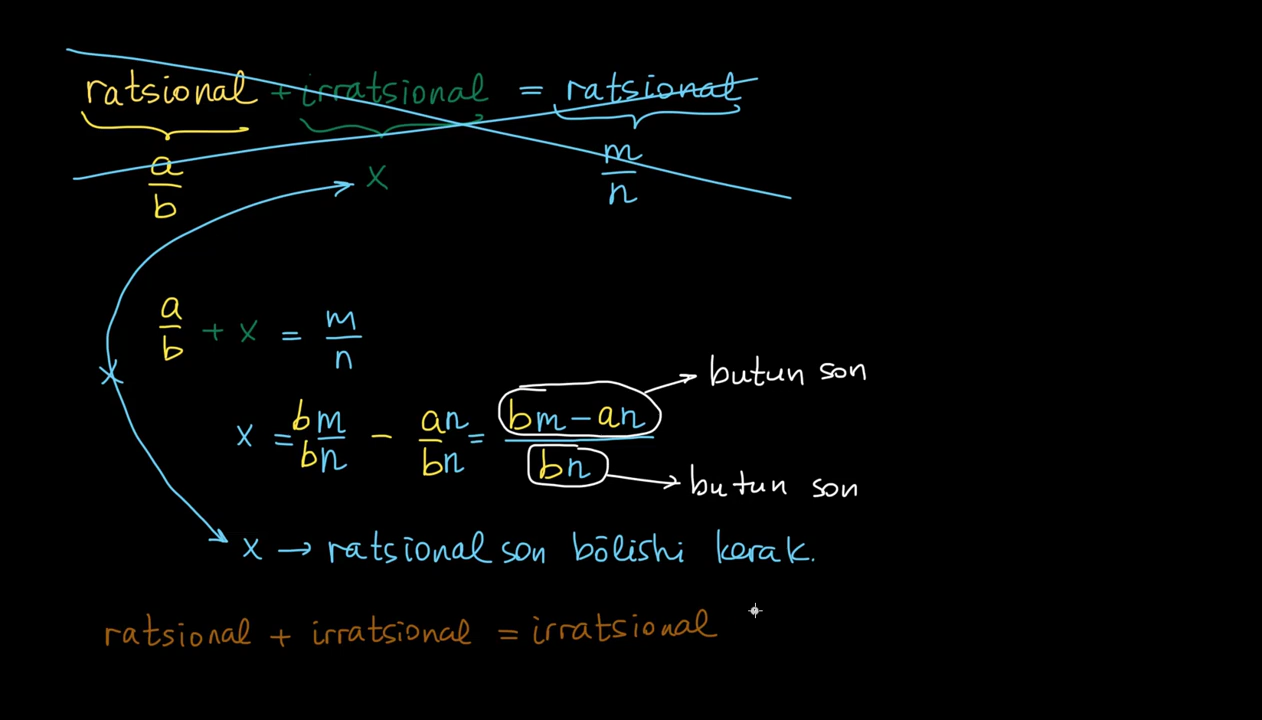 ratsional + irratsional = ratsional
a/b x m/n
a/b + x = m/n
butun son
x = bm/bn - an/bn = bm-an/bn
butun son
x → ratsional son bōlishi kerak.
ratsional + irratsional = irratsional